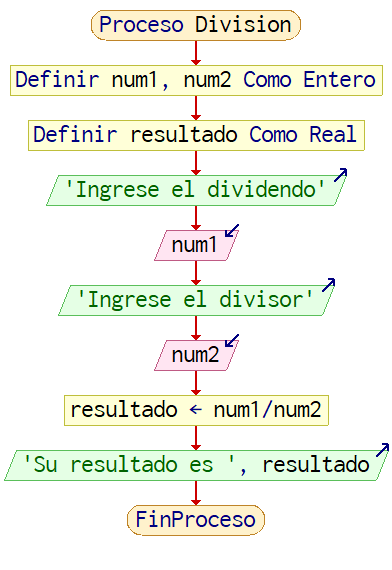 Proceso Division
Definir num1, num2 Como Entero
Definir resultado Como Real
'Ingrese el dividendo'
num1
'Ingrese el divisor'
num2
resultado ← num1/num2
'Su resultado es ', resultado
FinProceso